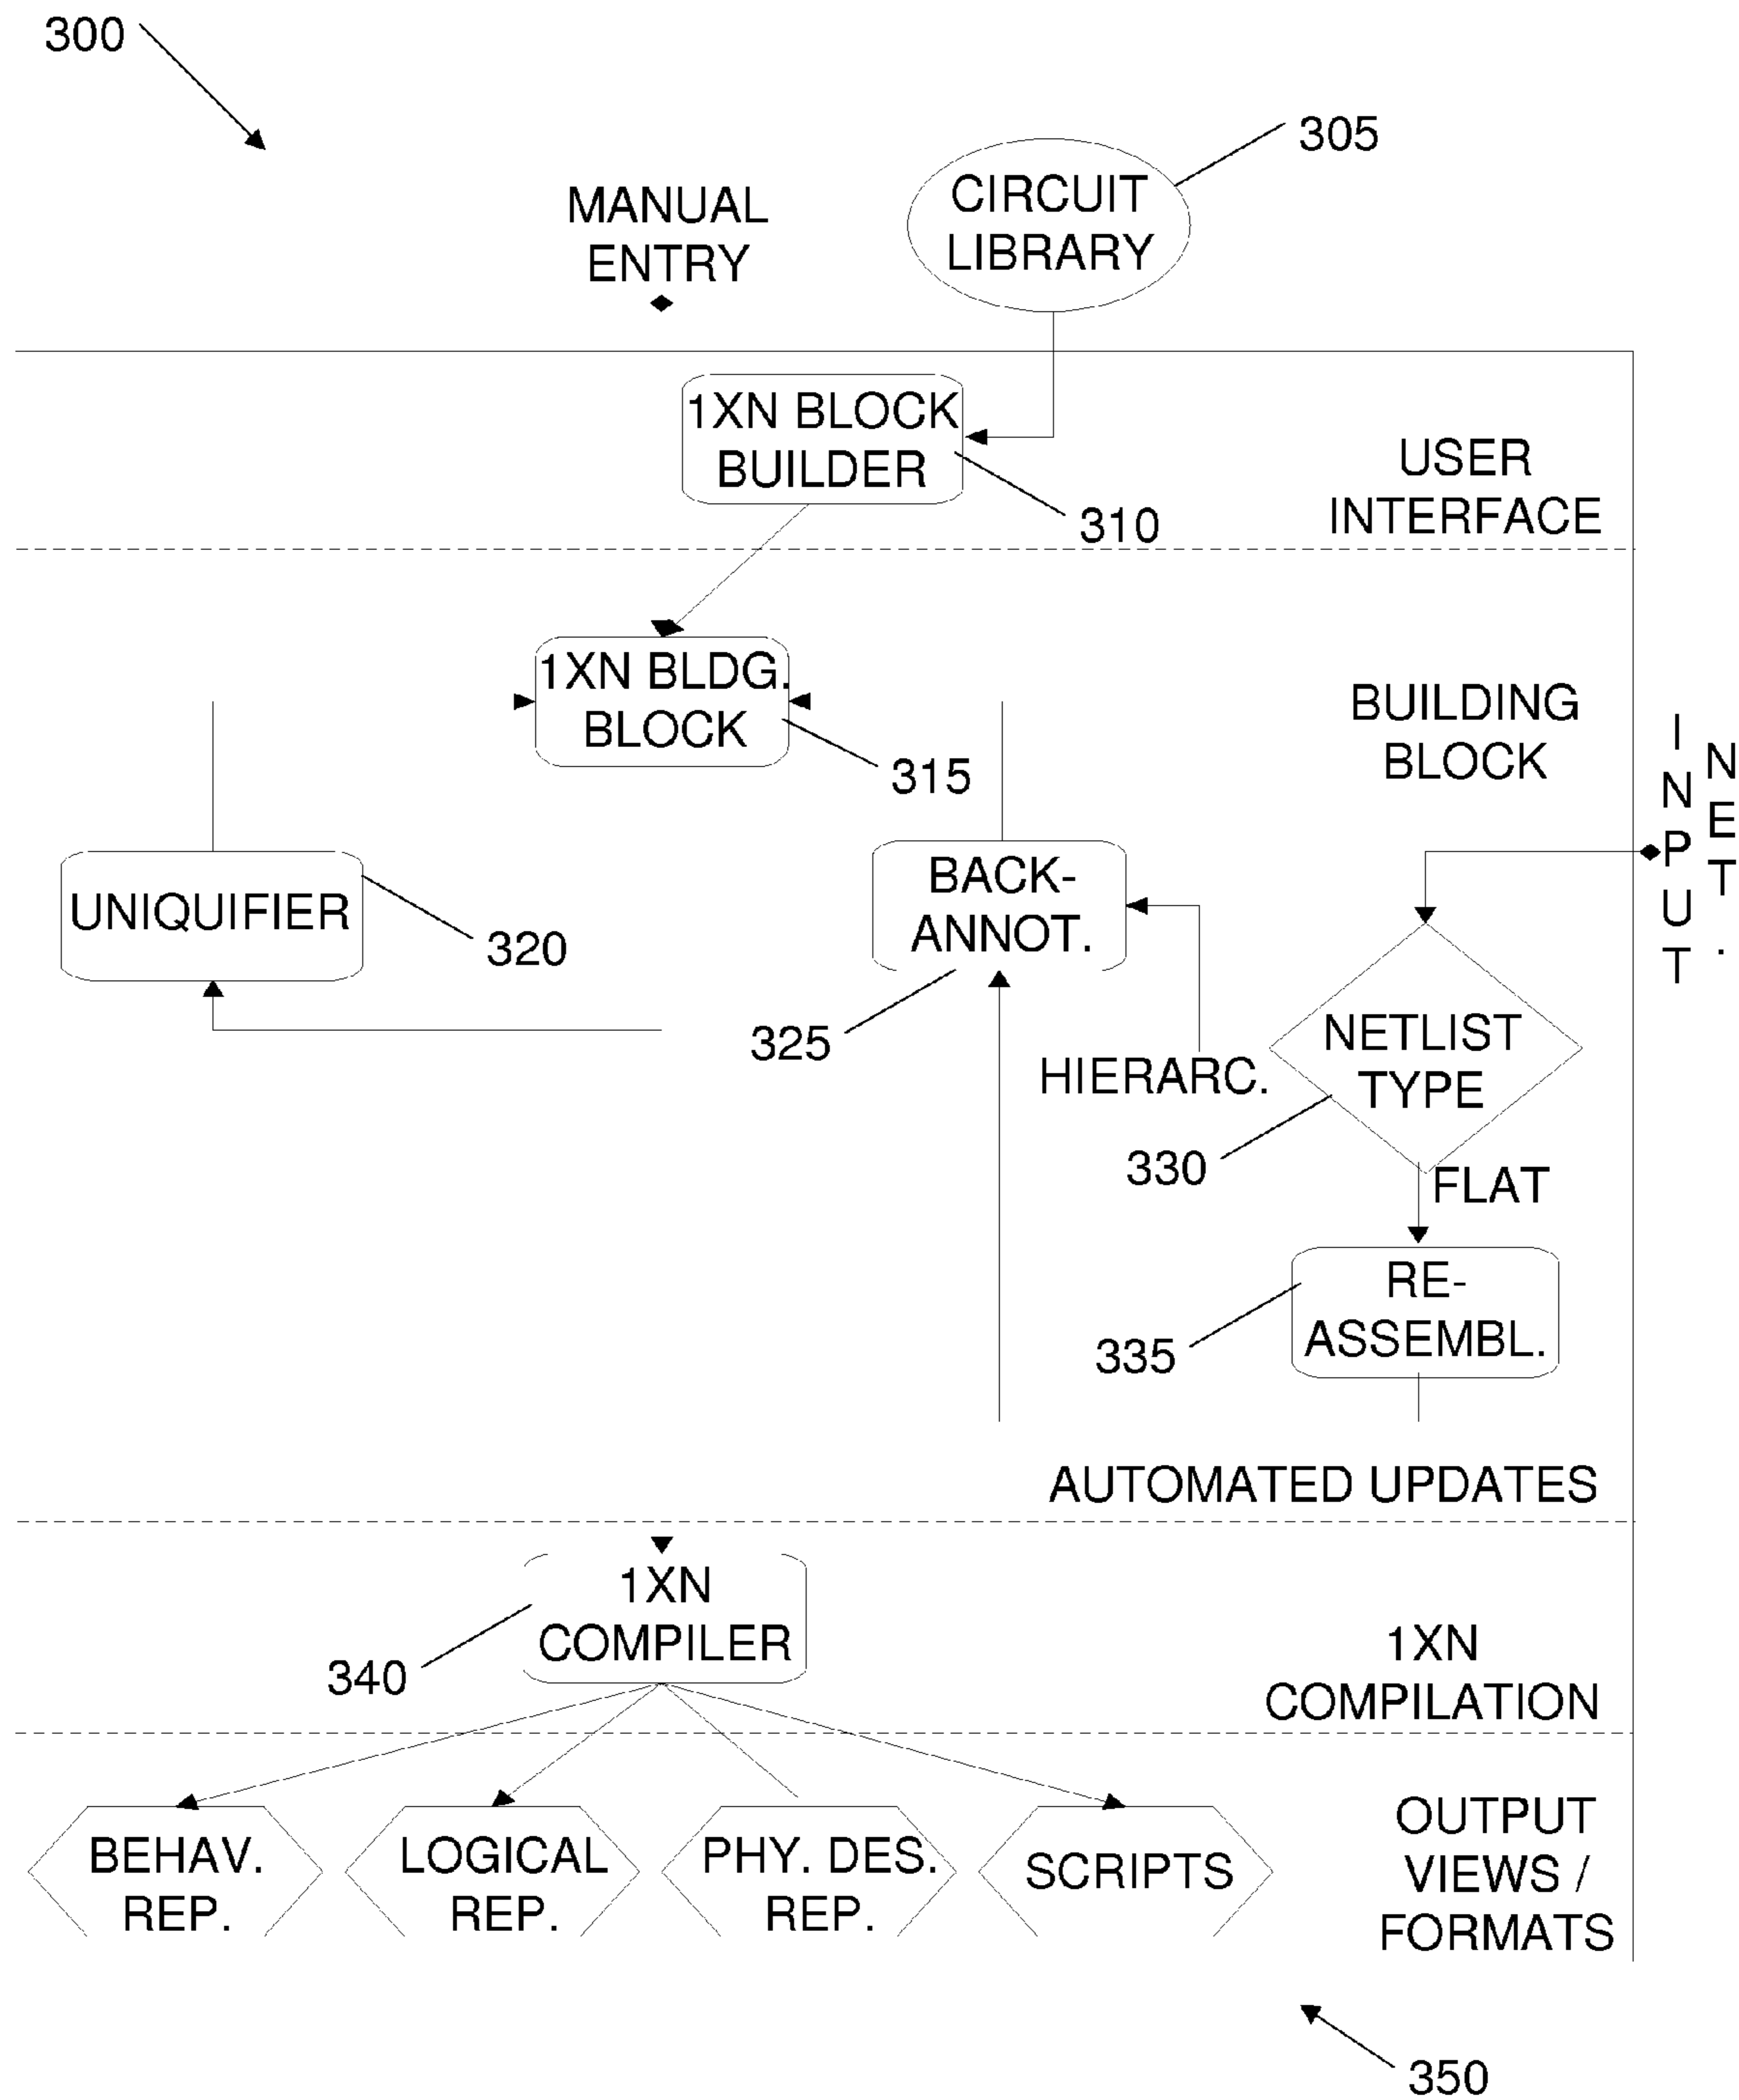 300
305
MANUAL
ENTRY
CIRCUIT
LIBRARY
1XN BLOCK
BUILDER
310
USER
INTERFACE
1XN BLDG.
BLOCK
315
BUILDING
BLOCK
INPUT
NET.
UNIQUIFIER
320
BACK-
ANNOT.
325
HIERARC.
NETLIST
TYPE
330
FLAT
RE-
ASSEMBL.
335
AUTOMATED UPDATES
1XN
COMPILER
340
1XN
COMPILATION
BEHAV.
REP.
LOGICAL
REP.
PHY. DES.
REP.
SCRIPTS
OUTPUT
VIEWS /
FORMATS
350